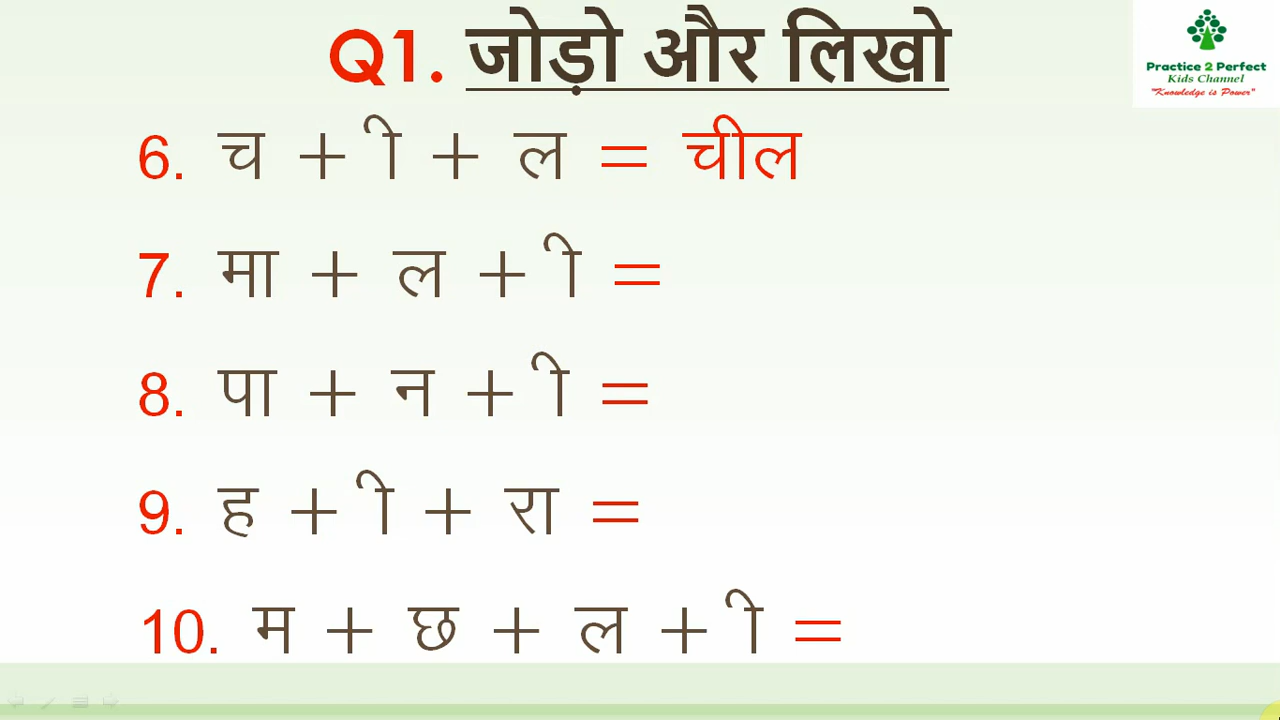 Q1. जोड़ो और लिखो
Practice 2 Perfect
Kids Channel
"Knowledge is Power"
6. च + ी + ल = चील
7. मा + ल + ी =
8. पा + न + ी =
9. ह + ी + रा =
10. म + छ + ल + ी =